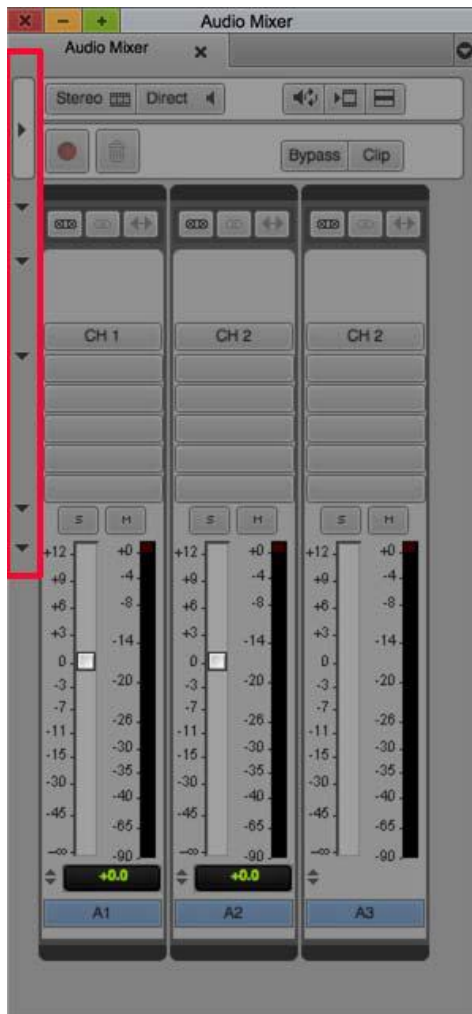 Audio Mixer
Audio Mixer
Stereo Direct
Bypass Clip
CH 1 CH 2 CH 2
S M S M S M
+12 +0 +12 +0 +12 +0
+9 -4 +9 -4 +9 -4
+6 -8 +6 -8 +6 -8
+3 -14 +3 -14 +3 -14
0 -20 0 -20 0 -20
-3 -3 -3
-7 -26 -7 -26 -7 -26
-11 -30 -11 -30 -11 -30
-15 -35 -15 -35 -15 -35
-30 -40 -30 -40 -30 -40
-45 -65 -45 -65 -45 -65
-∞ -90 -∞ -90 -∞ -90
+0.0 +0.0
A1 A2 A3